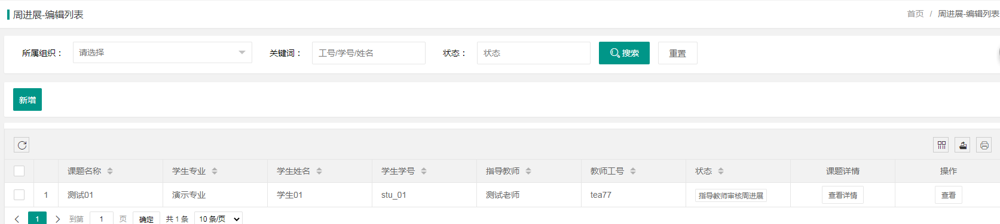 周进展-编辑列表 首页 / 周进展-编辑列表
所属组织： 请选择 关键词： 工号/学号/姓名 状态： 状态 搜索 重置
新增
课题名称 学生专业 学生姓名 学生学号 指导教师 教师工号 状态 课题详情 操作
1 测试01 演示专业 学生01 stu_01 测试老师 tea77 指导教师审核周进展 查看详情 查看
1 到第 1 页 确定 共 1 条 10 条/页